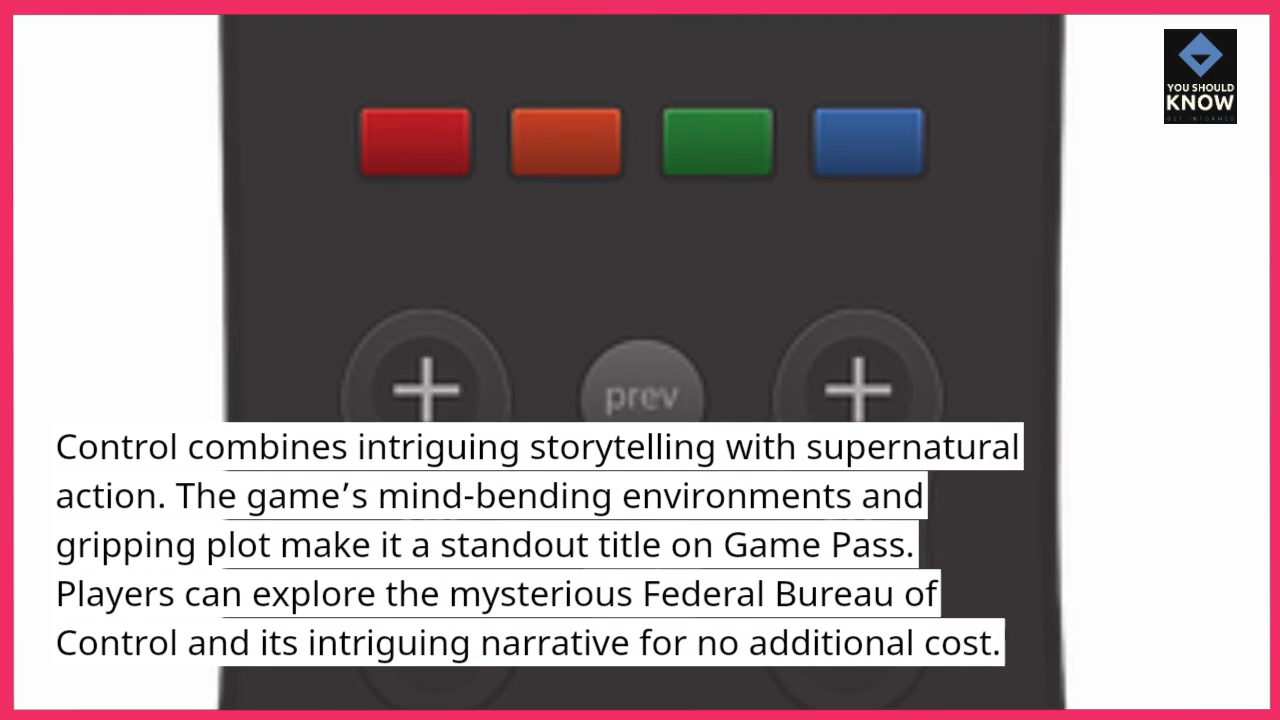 YOU SHOULD
KNOW
GET INFORMED
prev
Control combines intriguing storytelling with supernatural
action. The game’s mind-bending environments and
gripping plot make it a standout title on Game Pass.
Players can explore the mysterious Federal Bureau of
Control and its intriguing narrative for no additional cost.